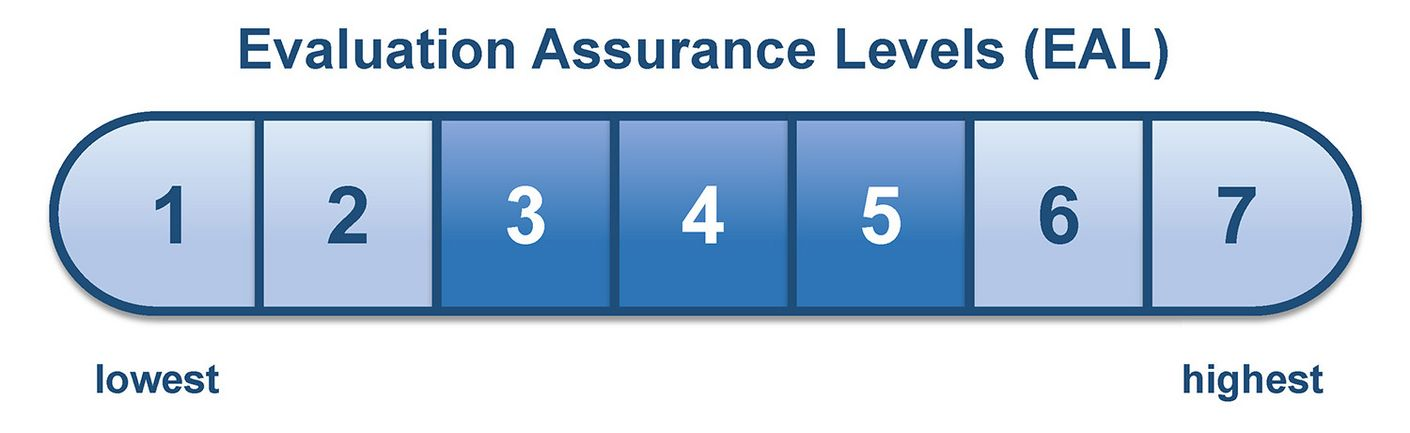 Evaluation Assurance Levels (EAL)
1 2 3 4 5 6 7
lowest highest